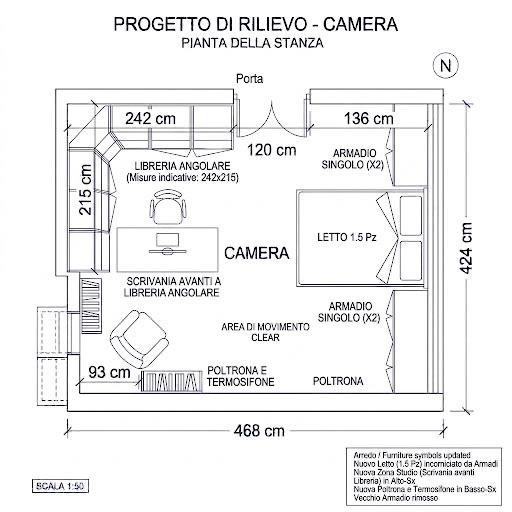 PROGETTO DI RILIEVO - CAMERA
PIANTA DELLA STANZA
N
Porta
242 cm
136 cm
120 cm
LIBRERIA ANGOLARE
(Misure indicative: 242x215)
ARMADIO
SINGOLO (X2)
215 cm
LETTO 1.5 Pz
424 cm
CAMERA
SCRIVANIA AVANTI A
LIBRERIA ANGOLARE
ARMADIO
SINGOLO (X2)
AREA DI MOVIMENTO
CLEAR
93 cm
POLTRONA E
TERMOSIFONE
POLTRONA
468 cm
Arredo / Furniture symbols updated
Nuovo Letto (1.5 Pz) incorniciato da Armadi
Nuova Zona Studio (Scrivania avanti
Libreria) in Alto-Sx
Nuova Poltrona e Termosifone in Basso-Sx
Vecchio Armadio rimosso
SCALA 1:50